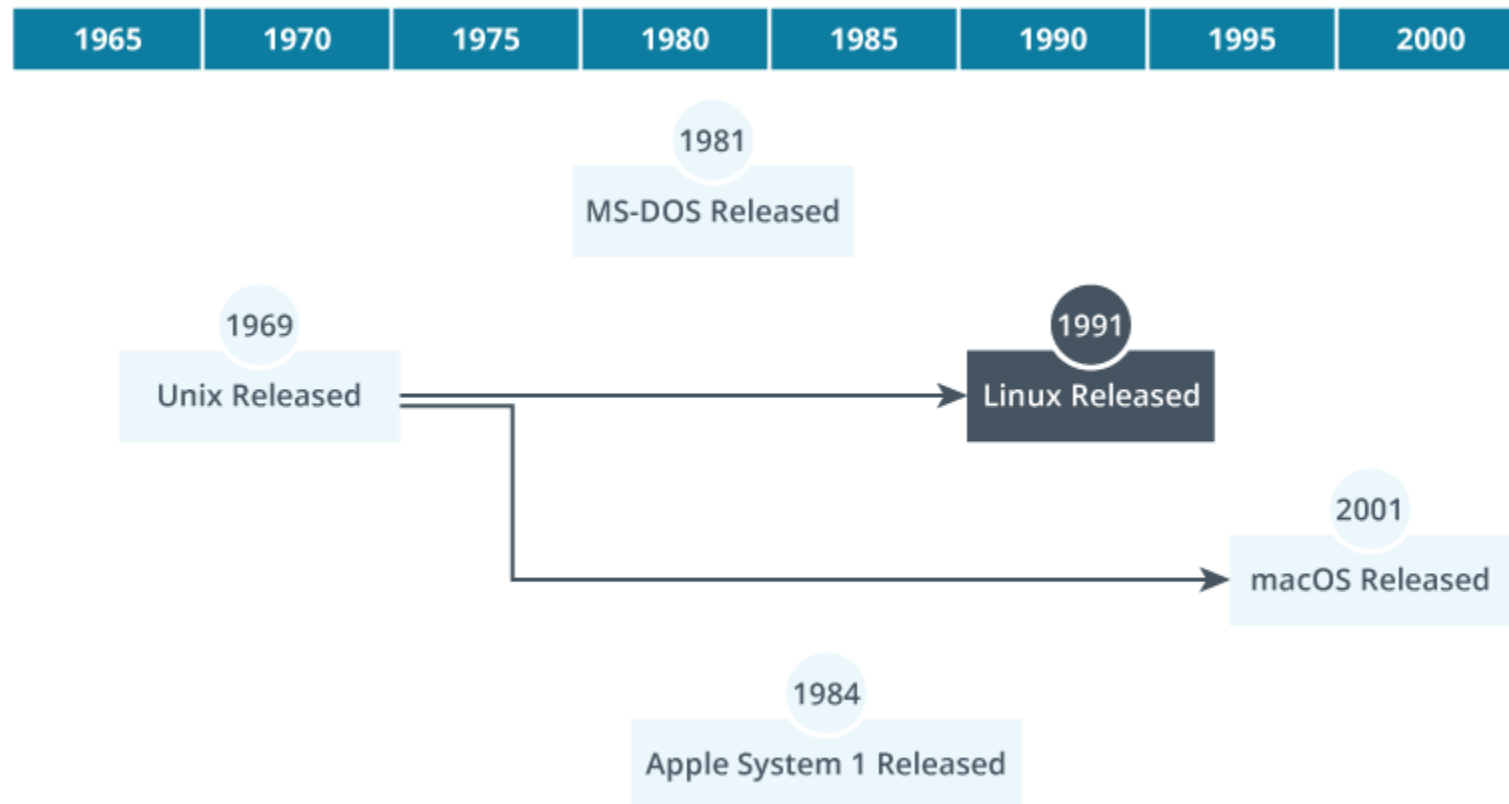 1965 1970 1975 1980 1985 1990 1995 2000
1981
MS-DOS Released
1969
Unix Released
1991
Linux Released
2001
macOS Released
1984
Apple System 1 Released